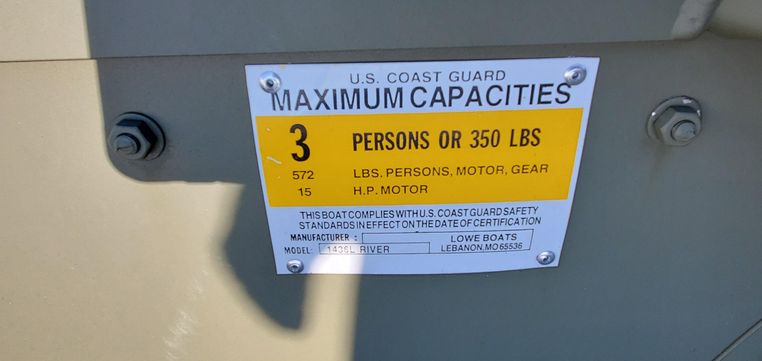 U.S. COAST GUARD
MAXIMUM CAPACITIES
3 PERSONS OR 350 LBS
572 LBS. PERSONS, MOTOR, GEAR
15 H.P. MOTOR
THIS BOAT COMPLIES WITH U.S. COAST GUARD SAFETY
STANDARDS IN EFFECT ON THE DATE OF CERTIFICATION
MANUFACTURER : LOWE BOATS
MODEL: 1436L RIVER LEBANON, MO 65536